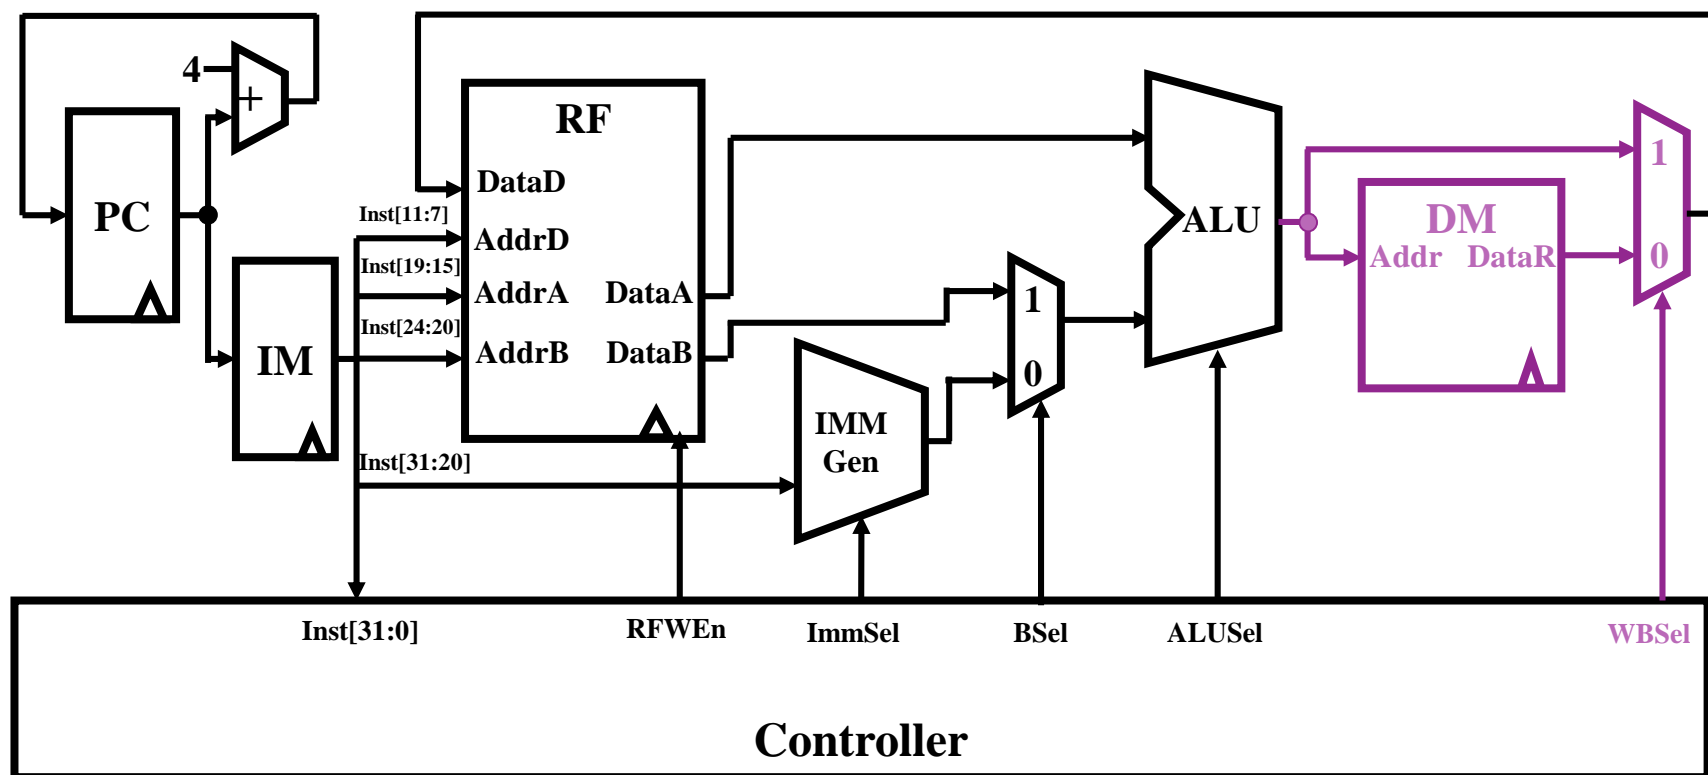 4
+
PC
IM
RF
DataD
Inst[11:7]
AddrD
Inst[19:15]
AddrA
DataA
Inst[24:20]
AddrB
DataB
Inst[31:20]
IMM
Gen
1
0
ALU
DM
Addr
DataR
1
0
Inst[31:0]
RFWEn
ImmSel
BSel
ALUSel
WBSel
Controller